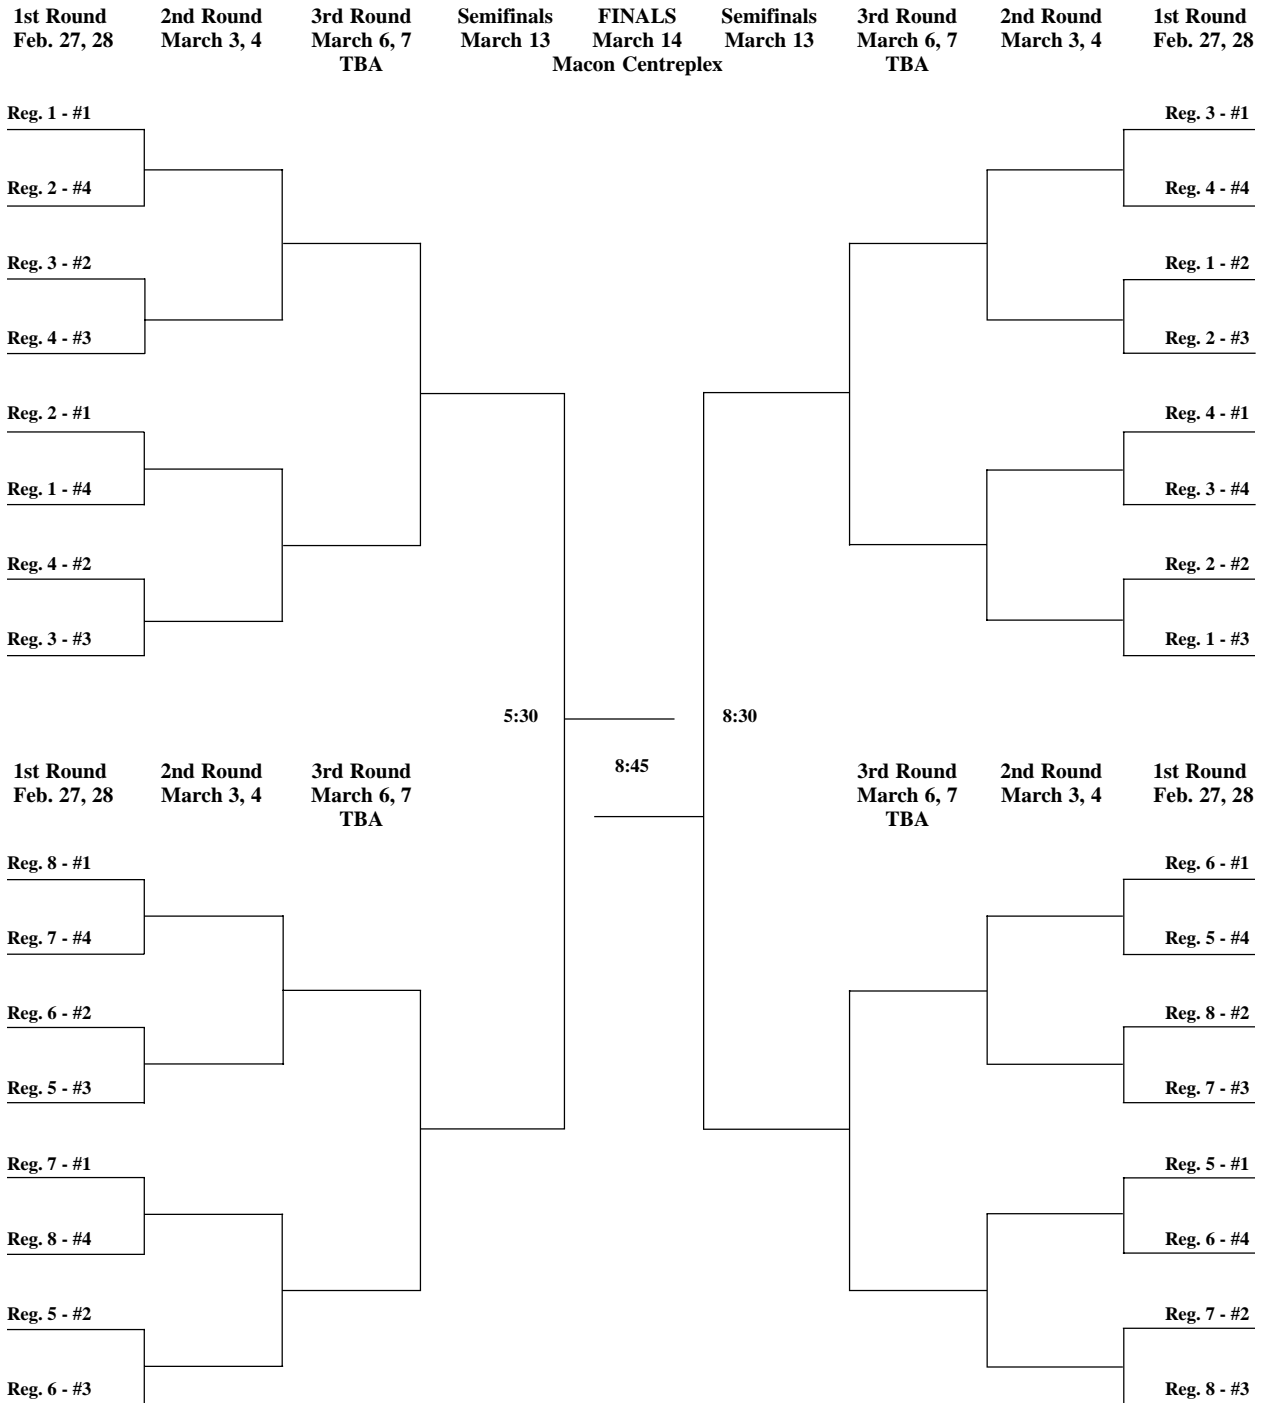 1st Round 2nd Round 3rd Round Semifinals FINALS Semifinals 3rd Round 2nd Round 1st Round
Feb. 27, 28 March 3, 4 March 6, 7 March 13 March 14 March 13 March 6, 7 March 3, 4 Feb. 27, 28
TBA Macon Centreplex TBA
Reg. 1 - #1 Reg. 3 - #1
Reg. 2 - #4 Reg. 4 - #4
Reg. 3 - #2 Reg. 1 - #2
Reg. 4 - #3 Reg. 2 - #3
Reg. 2 - #1 Reg. 4 - #1
Reg. 1 - #4 Reg. 3 - #4
Reg. 4 - #2 Reg. 2 - #2
Reg. 3 - #3 Reg. 1 - #3
5:30 8:30
8:45
1st Round 2nd Round 3rd Round 3rd Round 2nd Round 1st Round
Feb. 27, 28 March 3, 4 March 6, 7 March 6, 7 March 3, 4 Feb. 27, 28
TBA TBA
Reg. 8 - #1 Reg. 6 - #1
Reg. 7 - #4 Reg. 5 - #4
Reg. 6 - #2 Reg. 8 - #2
Reg. 5 - #3 Reg. 7 - #3
Reg. 7 - #1 Reg. 5 - #1
Reg. 8 - #4 Reg. 6 - #4
Reg. 5 - #2 Reg. 7 - #2
Reg. 6 - #3 Reg. 8 - #3